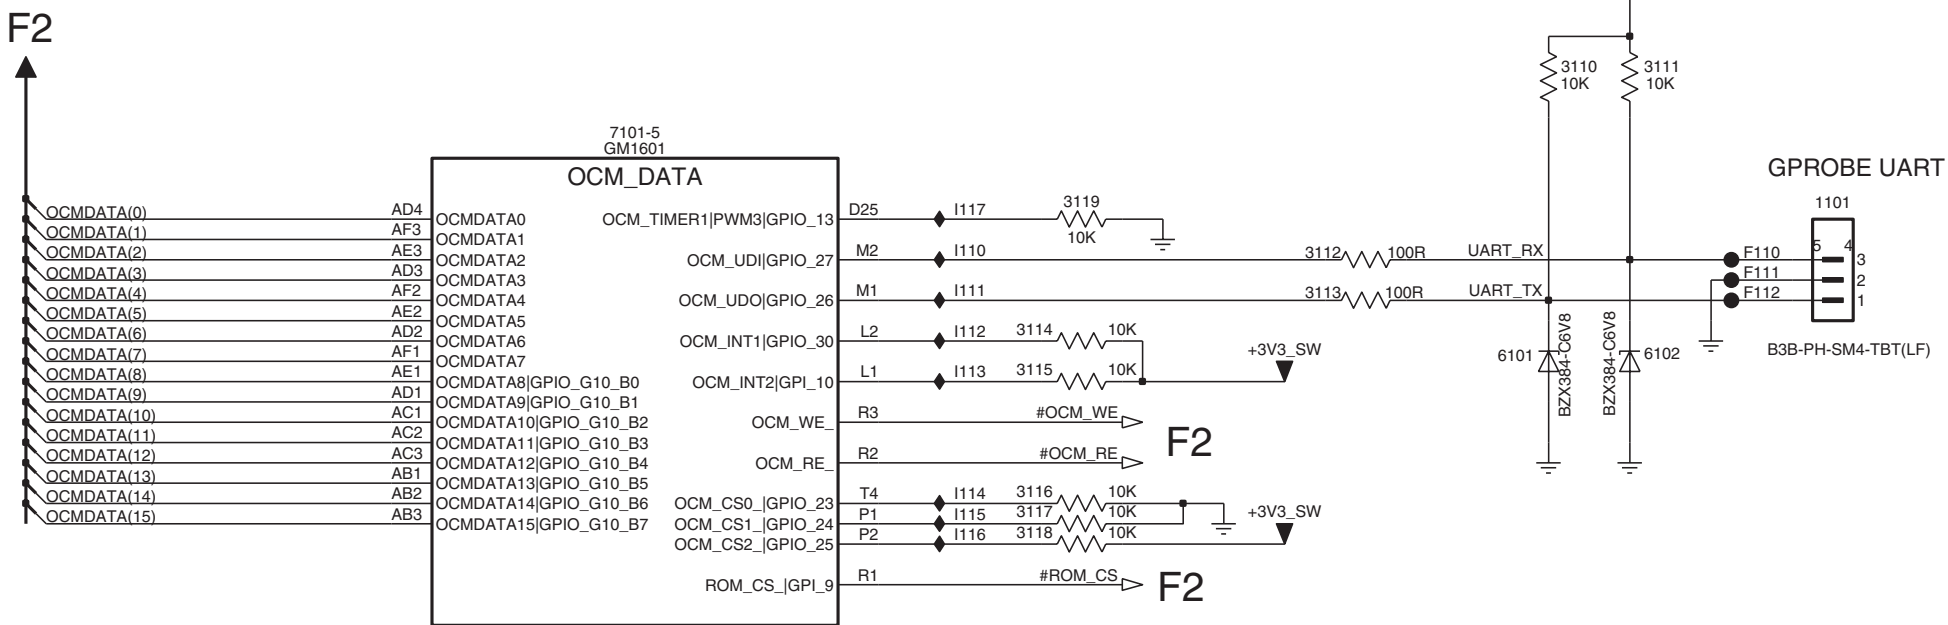 F2
3110
10K
3111
10K
7101-5
GM1601
OCM_DATA
GPROBE UART
1101
OCMDATA(0) AD4 OCMDATA0
OCMDATA(1) AF3 OCMDATA1
OCMDATA(2) AE3 OCMDATA2
OCMDATA(3) AD3 OCMDATA3
OCMDATA(4) AF2 OCMDATA4
OCMDATA(5) AE2 OCMDATA5
OCMDATA(6) AD2 OCMDATA6
OCMDATA(7) AF1 OCMDATA7
OCMDATA(8) AE1 OCMDATA8|GPIO_G10_B0
OCMDATA(9) AD1 OCMDATA9|GPIO_G10_B1
OCMDATA(10) AC1 OCMDATA10|GPIO_G10_B2
OCMDATA(11) AC2 OCMDATA11|GPIO_G10_B3
OCMDATA(12) AC3 OCMDATA12|GPIO_G10_B4
OCMDATA(13) AB1 OCMDATA13|GPIO_G10_B5
OCMDATA(14) AB2 OCMDATA14|GPIO_G10_B6
OCMDATA(15) AB3 OCMDATA15|GPIO_G10_B7
OCM_TIMER1|PWM3|GPIO_13 D25 I117 3119
10K
OCM_UDI|GPIO_27 M2 I110 3112 100R UART_RX F110
OCM_UDO|GPIO_26 M1 I111 3113 100R UART_TX F112
F111
5 4
3
2
1
OCM_INT1|GPIO_30 L2 I112 3114 10K
OCM_INT2|GPI_10 L1 I113 3115 10K
+3V3_SW
6101
BZX384-C6V8
BZX384-C6V8
6102
B3B-PH-SM4-TBT(LF)
OCM_WE_ R3 #OCM_WE
F2
OCM_RE_ R2 #OCM_RE
OCM_CS0_|GPIO_23 T4 I114 3116 10K
OCM_CS1_|GPIO_24 P1 I115 3117 10K
OCM_CS2_|GPIO_25 P2 I116 3118 10K
+3V3_SW
ROM_CS_|GPI_9 R1 #ROM_CS
F2